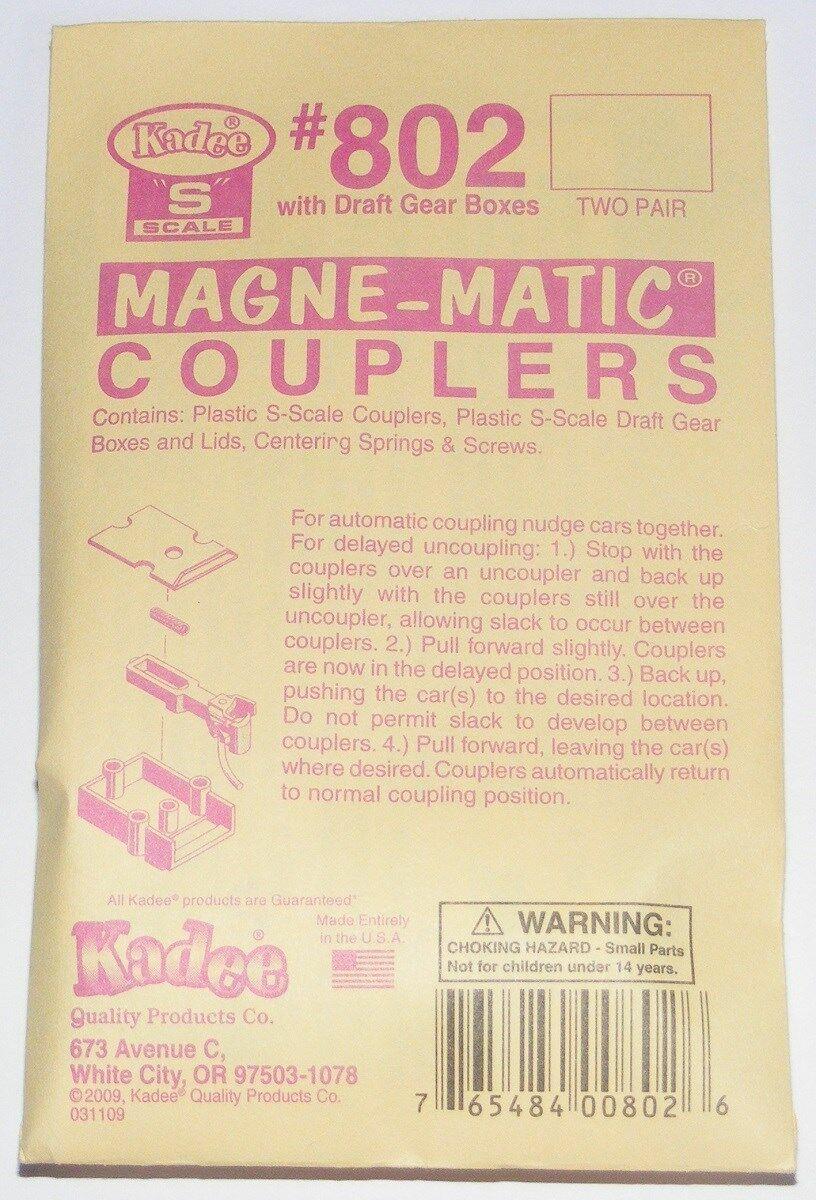 Kadee®
"S"
SCALE
#802
with Draft Gear Boxes
TWO PAIR
MAGNE-MATIC®
COUPLERS
Contains: Plastic S-Scale Couplers, Plastic S-Scale Draft Gear
Boxes and Lids, Centering Springs & Screws.
For automatic coupling nudge cars together.
For delayed uncoupling: 1.) Stop with the
couplers over an uncoupler and back up
slightly with the couplers still over the
uncoupler, allowing slack to occur between
couplers. 2.) Pull forward slightly. Couplers
are now in the delayed position. 3.) Back up,
pushing the car(s) to the desired location.
Do not permit slack to develop between
couplers. 4.) Pull forward, leaving the car(s)
where desired. Couplers automatically return
to normal coupling position.
All Kadee® products are Guaranteed"
Made Entirely
in the U.S.A.
Kadee®
Quality Products Co.
673 Avenue C,
White City, OR 97503-1078
©2009, Kadee® Quality Products Co.
031109
⚠ WARNING:
CHOKING HAZARD - Small Parts
Not for children under 14 years.
7 65484 00802 6